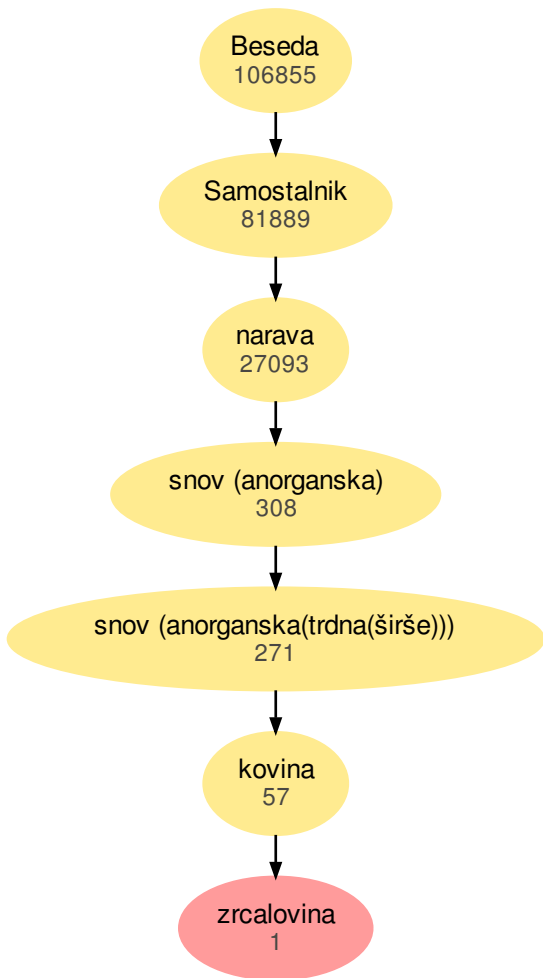 Beseda
106855
Samostalnik
81889
narava
27093
snov (anorganska)
308
snov (anorganska(trdna(širše)))
271
kovina
57
zrcalovina
1